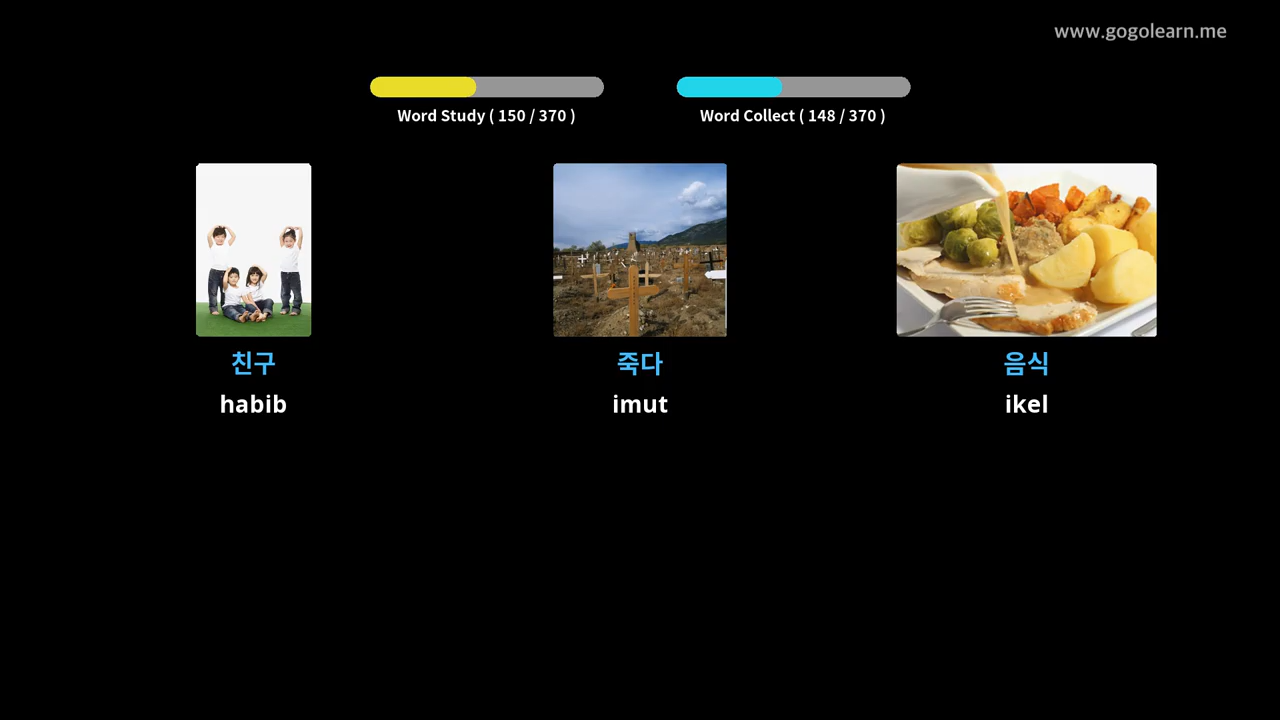 www.gogolearn.me
Word Study ( 150 / 370 )
Word Collect ( 148 / 370 )
친구
habib
죽다
imut
음식
ikel